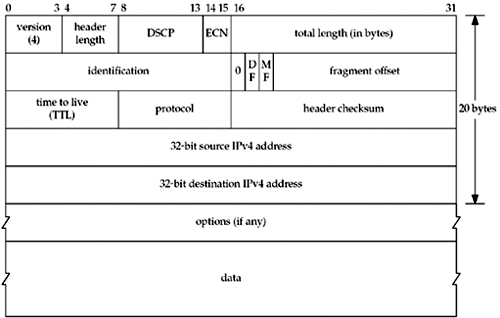 0 3 4 7 8 13 14 15 16 31
version (4) header length DSCP ECN total length (in bytes)
identification 0 D F M F fragment offset
time to live (TTL) protocol header checksum
20 bytes
32-bit source IPv4 address
32-bit destination IPv4 address
options (if any)
data